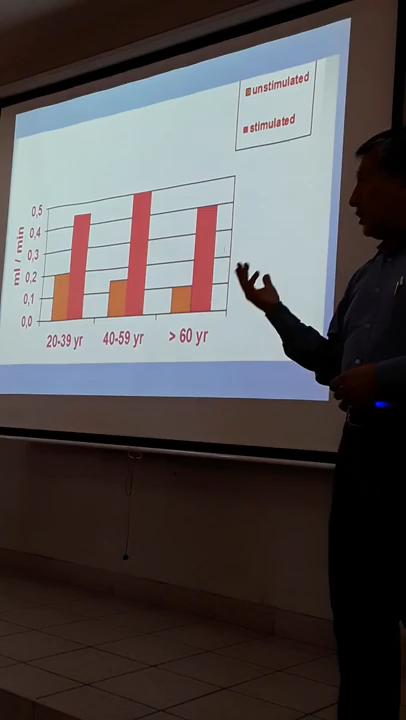 unstimulated
stimulated
ml / min
0,5
0,4
0,3
0,2
0,1
0,0
20-39 yr
40-59 yr
> 60 yr